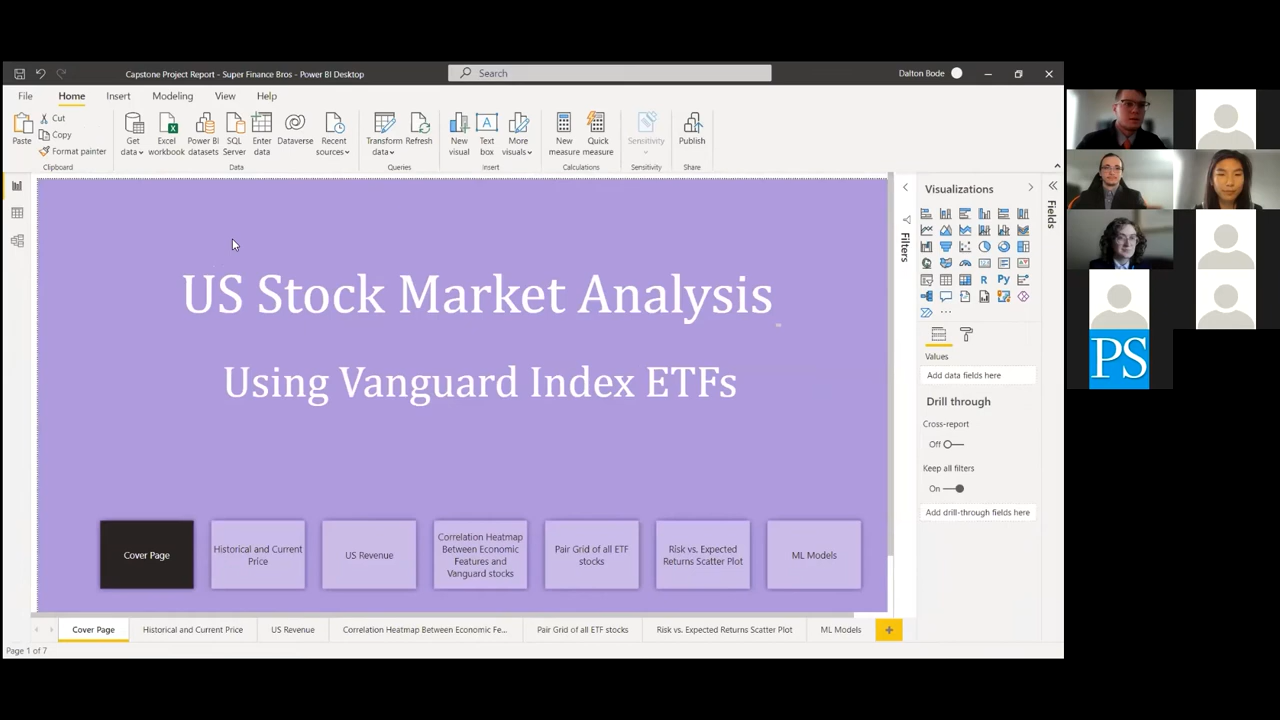 Capstone Project Report - Super Finance Bros - Power BI Desktop
Search
Dalton Bode
File
Home
Insert
Modeling
View
Help
Paste
Cut
Copy
Format painter
Get data
Excel workbook
Power BI datasets
SQL Server
Enter data
Dataverse
Recent sources
Transform data
Refresh
New visual
Text box
More visuals
New measure
Quick measure
Sensitivity
Publish
Clipboard
Data
Queries
Insert
Calculations
Sensitivity
Share
US Stock Market Analysis
Using Vanguard Index ETFs
Cover Page
Historical and Current
Price
US Revenue
Correlation Heatmap
Between Economic
Features and
Vanguard stocks
Pair Grid of all ETF
stocks
Risk vs. Expected
Returns Scatter Plot
ML Models
Filters
Visualizations
R
Py
Values
Add data fields here
Drill through
Cross-report
Off
Keep all filters
On
Add drill-through fields here
Fields
PS
Cover Page
Historical and Current Price
US Revenue
Correlation Heatmap Between Economic Fe...
Pair Grid of all ETF stocks
Risk vs. Expected Returns Scatter Plot
ML Models
Page 1 of 7